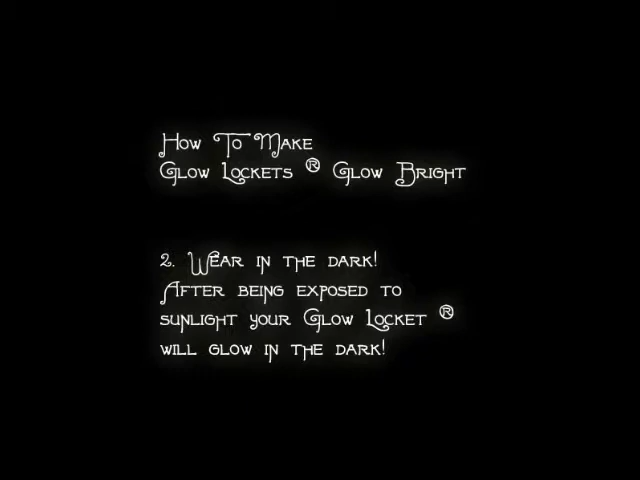 How To Make
Glow Lockets ® Glow Bright
2. Wear in the dark!
After being exposed to
sunlight your Glow Locket ®
will glow in the dark!